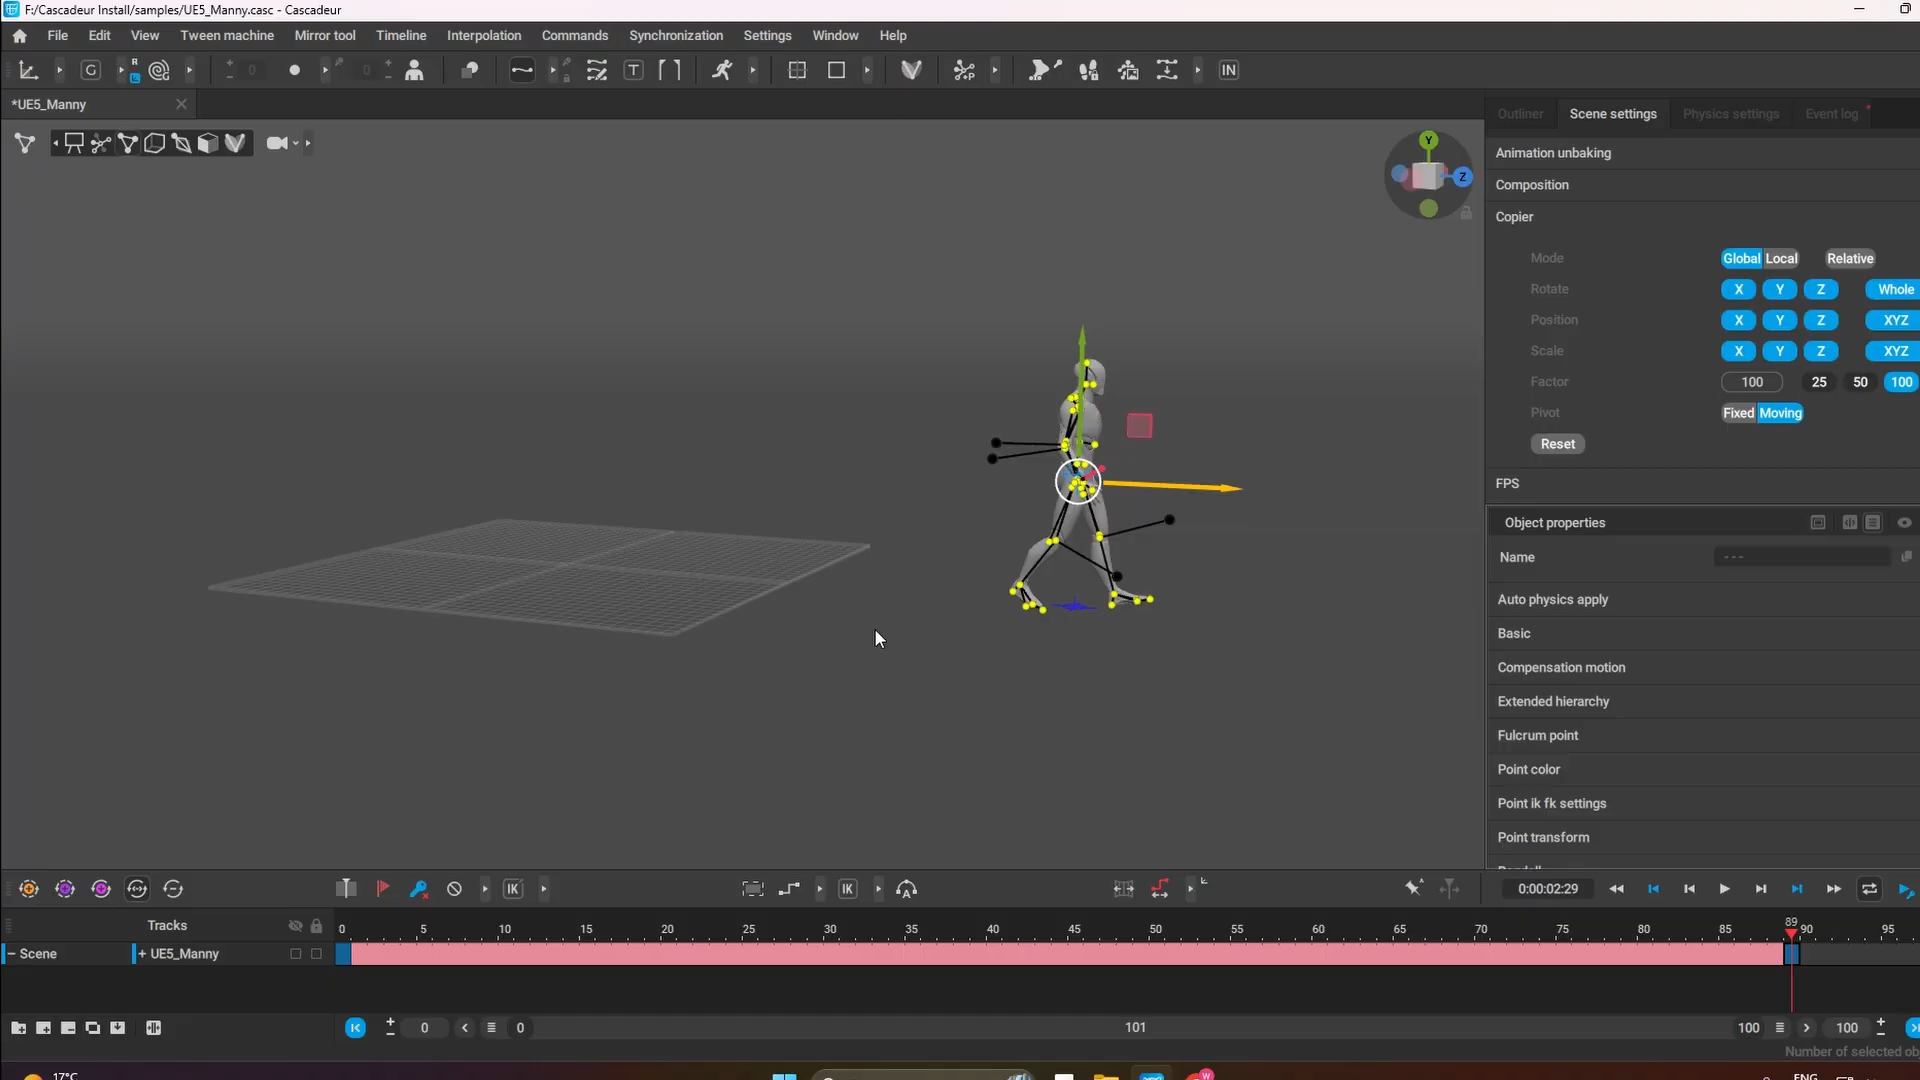 F:/Cascadeur Install/samples/UE5_Manny.casc - Cascadeur
File Edit View Tween machine Mirror tool Timeline Interpolation Commands Synchronization Settings Window Help
G R 0 0 T IN
*UE5_Manny
Outliner Scene settings Physics settings Event log
Y
Z
Animation unbaking
Composition
Copier
Mode Global Local Relative
Rotate X Y Z Whole
Position X Y Z XYZ
Scale X Y Z XYZ
Factor 100 25 50 100
Pivot Fixed Moving
Reset
FPS
Object properties
Name ---
Auto physics apply
Basic
Compensation motion
Extended hierarchy
Fulcrum point
Point color
Point ik fk settings
Point transform
IK IK A 0:00:02:29
Tracks 0 5 10 15 20 25 30 35 40 45 50 55 60 65 70 75 80 85 89 90 95
- Scene + UE5_Manny
0 0 101 100 100
Number of selected ob
17°C ENG